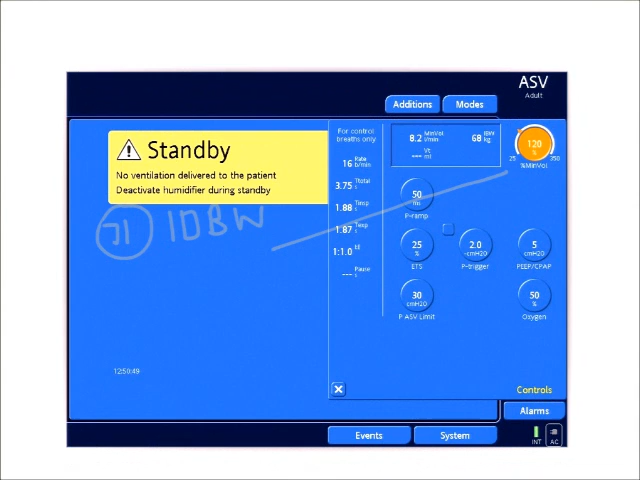 ASV
Adult
Additions
Modes
Standby
No ventilation delivered to the patient
Deactivate humidifier during standby
71 IDBW
For control
breaths only
16 Rate b/min
3.75 Ttotal s
1.88 Tinsp s
1.87 Texp s
1:1.0 I:E
--- Pause s
8.2 MinVol l/min
68 IBW kg
--- Vt ml
120 %
25 350
%MinVol
50 ms
P-ramp
25 %
ETS
2.0 -cmH2O
P-trigger
5 cmH2O
PEEP/CPAP
30 cmH2O
P ASV Limit
50 %
Oxygen
12:50:49
Controls
Alarms
Events
System
INT
AC